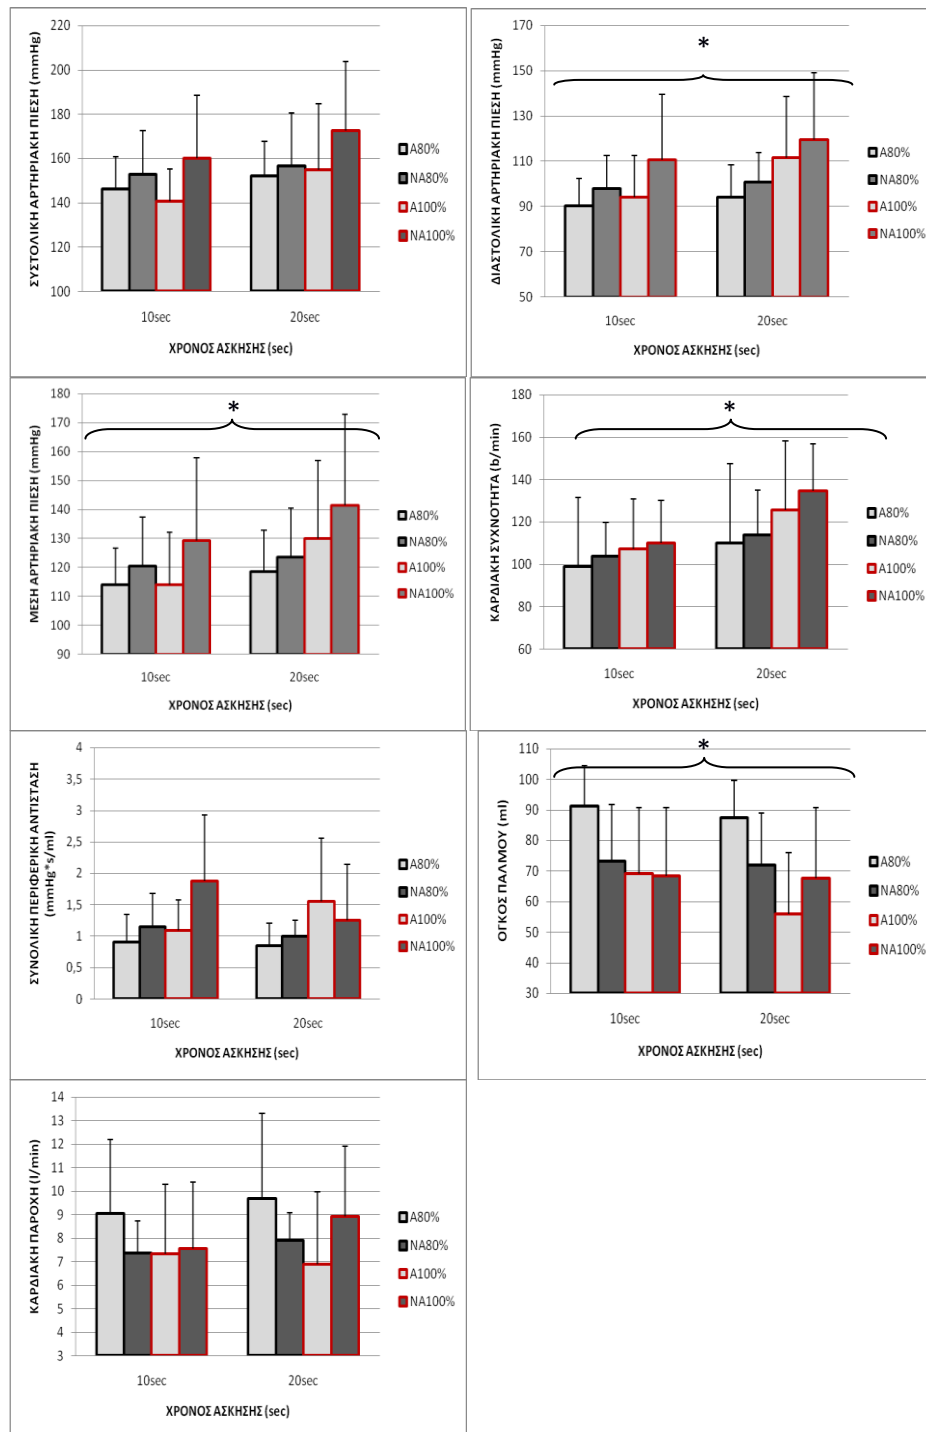 ΣΥΣΤΟΛΙΚΗ ΑΡΤΗΡΙΑΚΗ ΠΙΕΣΗ (mmHg)
220
200
180
160
140
120
100
10sec
20sec
ΧΡΟΝΟΣ ΑΣΚΗΣΗΣ (sec)
A80%
NA80%
A100%
NA100%
ΔΙΑΣΤΟΛΙΚΗ ΑΡΤΗΡΙΑΚΗ ΠΙΕΣΗ (mmHg)
170
150
130
110
90
70
50
*
10sec
20sec
ΧΡΟΝΟΣ ΑΣΚΗΣΗΣ (sec)
A80%
NA80%
A100%
NA100%
ΜΕΣΗ ΑΡΤΗΡΙΑΚΗ ΠΙΕΣΗ (mmHg)
180
170
160
150
140
130
120
110
100
90
*
10sec
20sec
ΧΡΟΝΟΣ ΑΣΚΗΣΗΣ (sec)
A80%
NA80%
A100%
NA100%
ΚΑΡΔΙΑΚΗ ΣΥΧΝΟΤΗΤΑ (b/min)
180
160
140
120
100
80
60
*
10sec
20sec
ΧΡΟΝΟΣ ΑΣΚΗΣΗΣ (sec)
A80%
NA80%
A100%
NA100%
ΣΥΝΟΛΙΚΗ ΠΕΡΙΦΕΡΙΚΗ ΑΝΤΙΣΤΑΣΗ
(mmHg*s/ml)
4
3,5
3
2,5
2
1,5
1
0,5
0
10sec
20sec
ΧΡΟΝΟΣ ΑΣΚΗΣΗΣ (sec)
A80%
NA80%
A100%
NA100%
ΟΓΚΟΣ ΠΑΛΜΟΥ (ml)
110
100
90
80
70
60
50
40
30
*
10sec
20sec
ΧΡΟΝΟΣ ΑΣΚΗΣΗΣ (sec)
A80%
NA80%
A100%
NA100%
ΚΑΡΔΙΑΚΗ ΠΑΡΟΧΗ (l/min)
14
13
12
11
10
9
8
7
6
5
4
3
10sec
20sec
ΧΡΟΝΟΣ ΑΣΚΗΣΗΣ (sec)
A80%
NA80%
A100%
NA100%